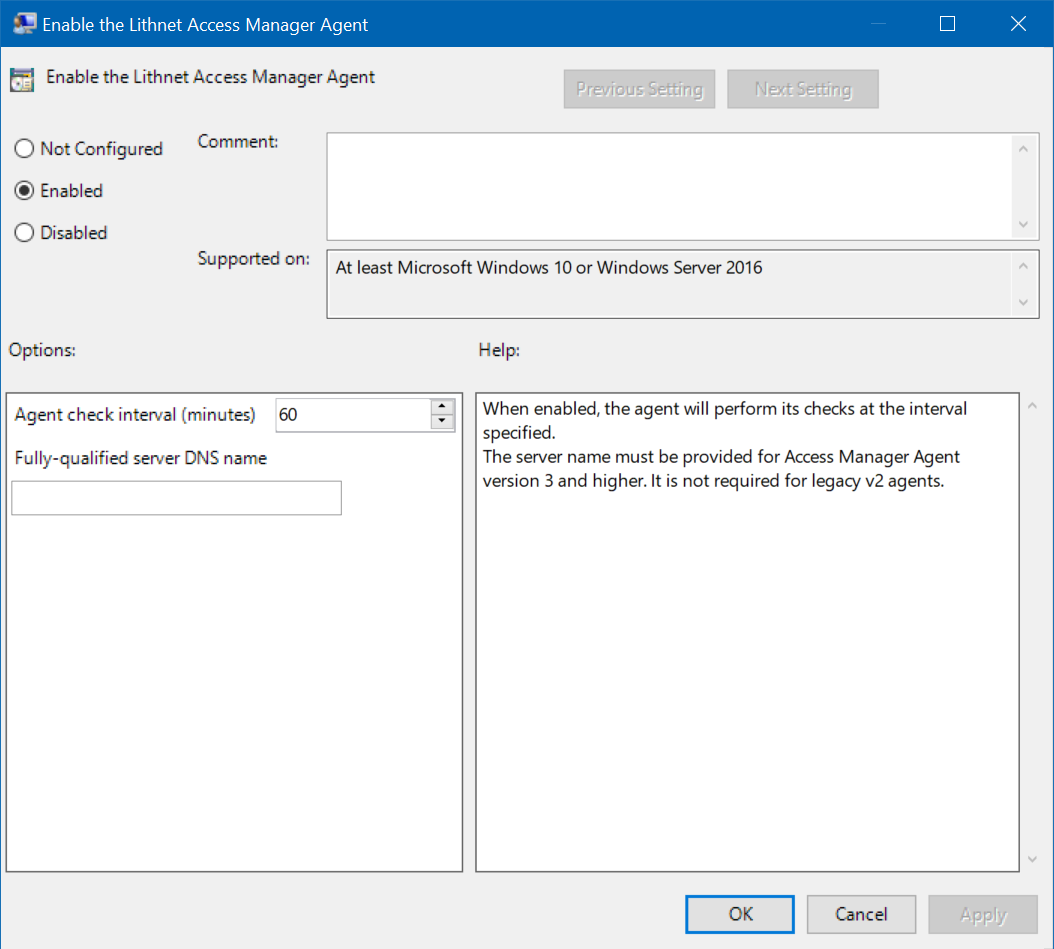 Enable the Lithnet Access Manager Agent
Enable the Lithnet Access Manager Agent
Previous Setting
Next Setting
Not Configured
Enabled
Disabled
Comment:
Supported on:
At least Microsoft Windows 10 or Windows Server 2016
Options:
Help:
Agent check interval (minutes)
60
Fully-qualified server DNS name
When enabled, the agent will perform its checks at the interval
specified.
The server name must be provided for Access Manager Agent
version 3 and higher. It is not required for legacy v2 agents.
OK
Cancel
Apply